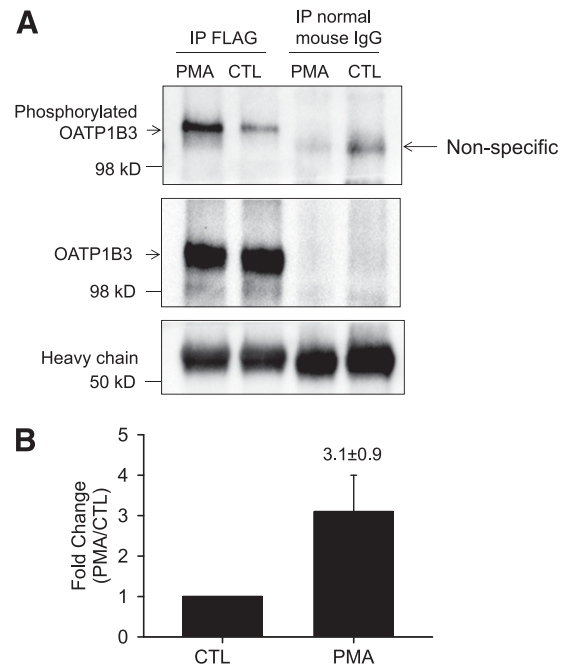 A
IP FLAG
IP normal
mouse IgG
PMA CTL PMA CTL
Phosphorylated
OATP1B3
Non-specific
98 kD
OATP1B3
98 kD
Heavy chain
50 kD
B
5
4
3
2
1
0
Fold Change
(PMA/CTL)
3.1±0.9
CTL PMA